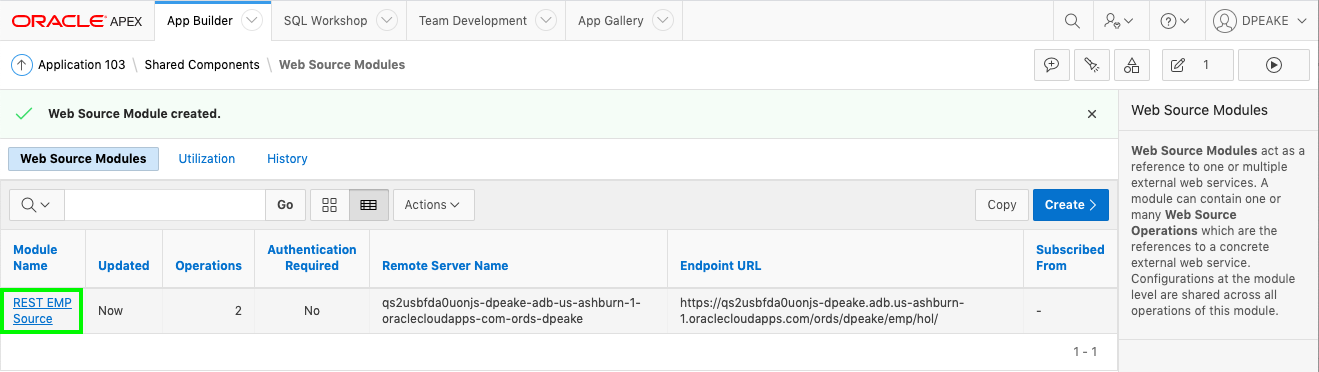 ORACLE APEX App Builder SQL Workshop Team Development App Gallery DPEAKE
Application 103 \ Shared Components \ Web Source Modules 1
Web Source Module created.
Web Source Modules Utilization History
Go Actions Copy Create
Module Name Updated Operations Authentication Required Remote Server Name Endpoint URL Subscribed From
REST EMP
Source
Now
2
No
qs2usbfda0uonjs-dpeake-adb-us-ashburn-1-
oraclecloudapps-com-ords-dpeake
https://qs2usbfda0uonjs-dpeake.adb.us-ashburn-
1.oraclecloudapps.com/ords/dpeake/emp/hol/
-
1 - 1
Web Source Modules
Web Source Modules act as a
reference to one or multiple
external web services. A
module can contain one or
many Web Source
Operations which are the
references to a concrete
external web service.
Configurations at the module
level are shared across all
operations of this module.